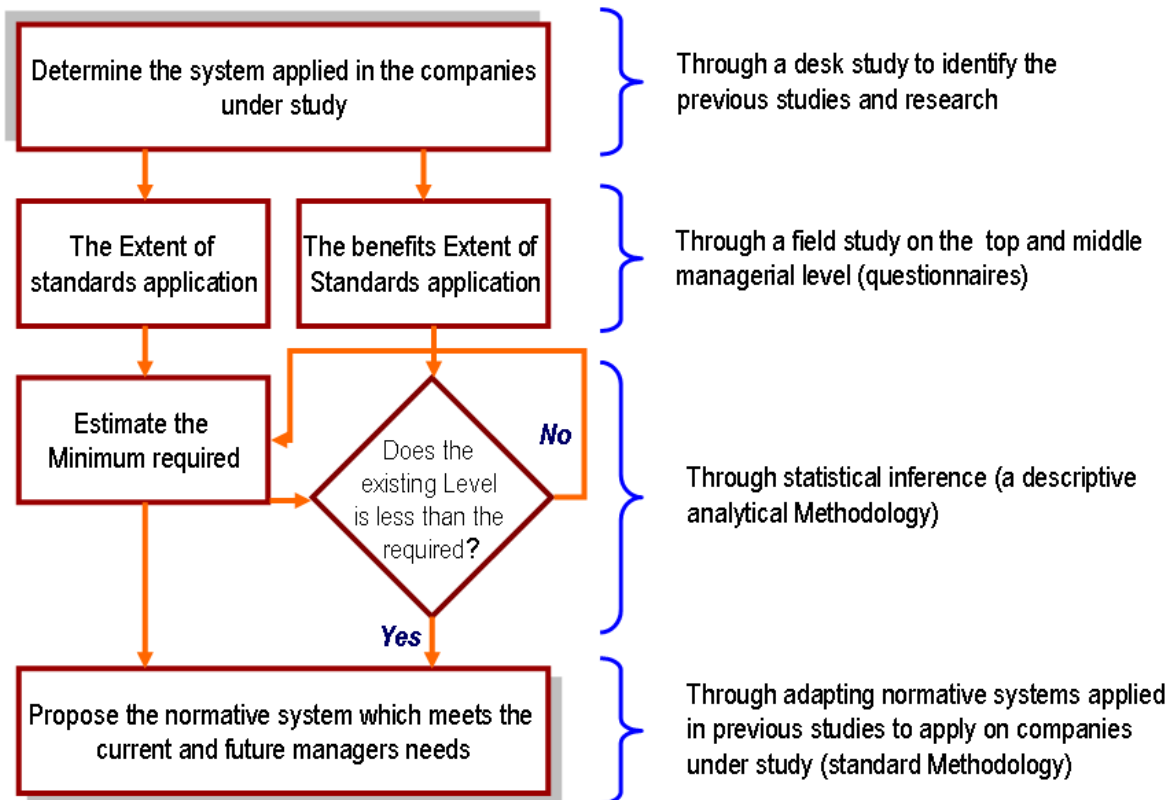 Determine the system applied in the companies
under study
Through a desk study to identify the
previous studies and research
The Extent of
standards application
The benefits Extent of
Standards application
Through a field study on the top and middle
managerial level (questionnaires)
Estimate the
Minimum required
Does the
existing Level
is less than the
required?
No
Yes
Through statistical inference (a descriptive
analytical Methodology)
Propose the normative system which meets the
current and future managers needs
Through adapting normative systems applied
in previous studies to apply on companies
under study (standard Methodology)